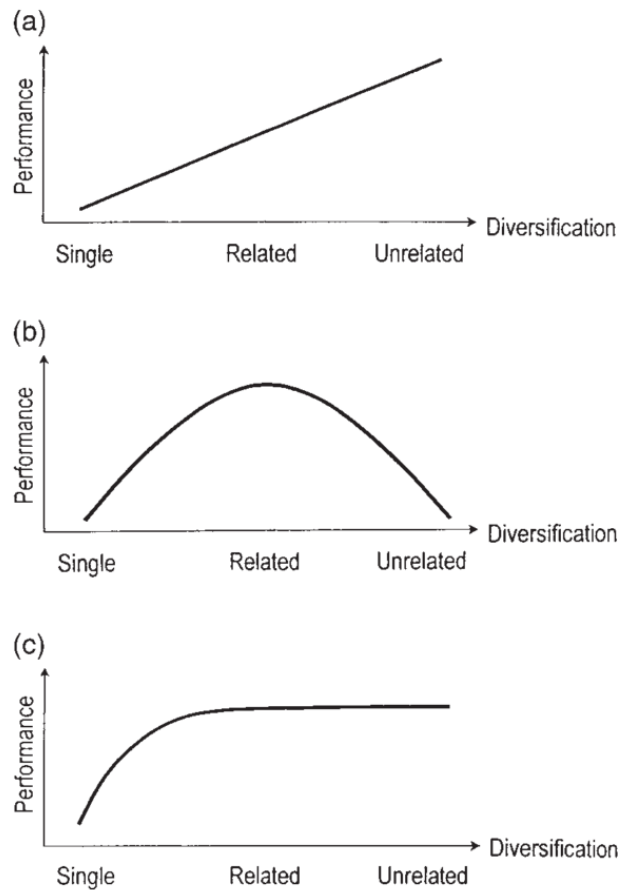 (a)
Performance
Diversification
Single Related Unrelated
(b)
Performance
Diversification
Single Related Unrelated
(c)
Performance
Diversification
Single Related Unrelated